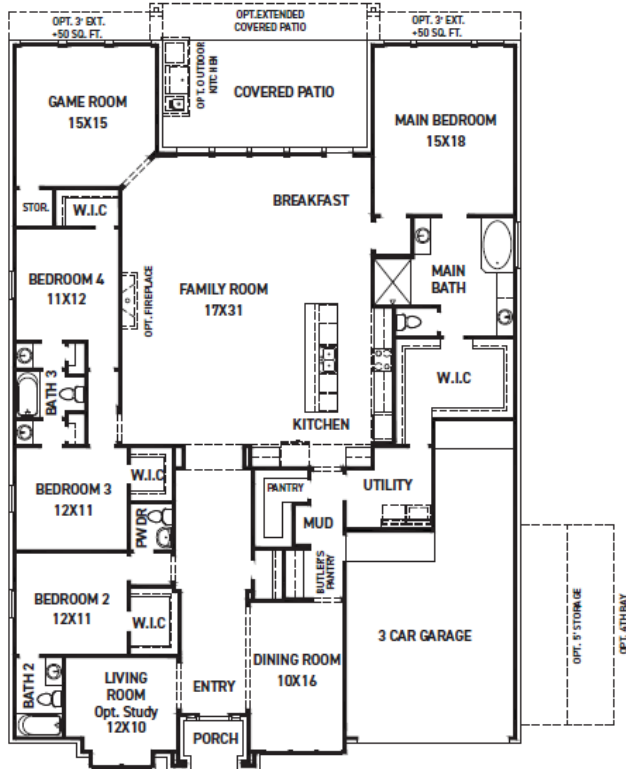 OPT. 3' EXT.
+50 SQ. FT.
OPT.EXTENDED
COVERED PATIO
OPT. 3' EXT.
+50 SQ. FT.
GAME ROOM
15X15
OPT. OUTDOOR
KITCHEN
COVERED PATIO
MAIN BEDROOM
15X18
STOR.
W.I.C
BREAKFAST
BEDROOM 4
11X12
OPT. FIREPLACE
FAMILY ROOM
17X31
MAIN
BATH
BATH 3
W.I.C
KITCHEN
BEDROOM 3
12X11
W.I.C
PANTRY
UTILITY
PWDR
MUD
BUTLER'S
PANTRY
BEDROOM 2
12X11
W.I.C
3 CAR GARAGE
OPT. 5' STORAGE
OPT. 4TH BAY
BATH 2
LIVING
ROOM
Opt. Study
12X10
ENTRY
DINING ROOM
10X16
PORCH